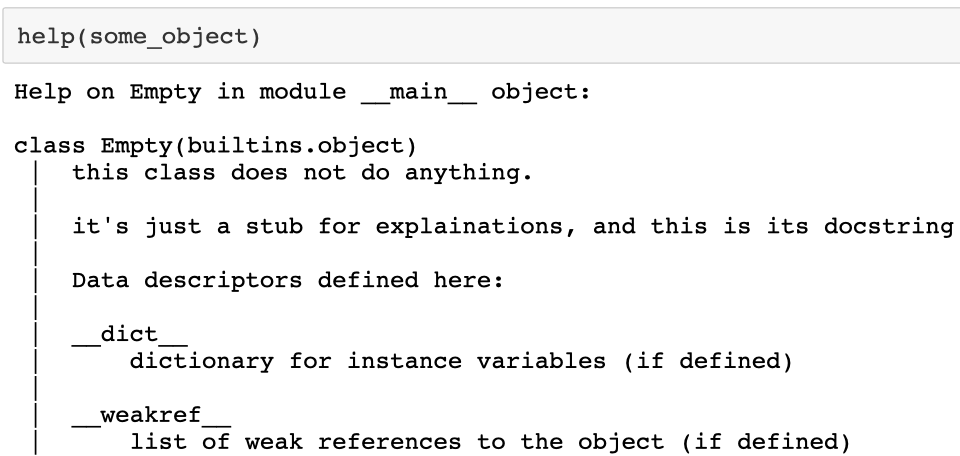 help(some_object)
Help on Empty in module __main__ object:
class Empty(builtins.object)
| this class does not do anything.
|
| it's just a stub for explainations, and this is its docstring
|
| Data descriptors defined here:
|
| __dict__
| dictionary for instance variables (if defined)
|
| __weakref__
| list of weak references to the object (if defined)